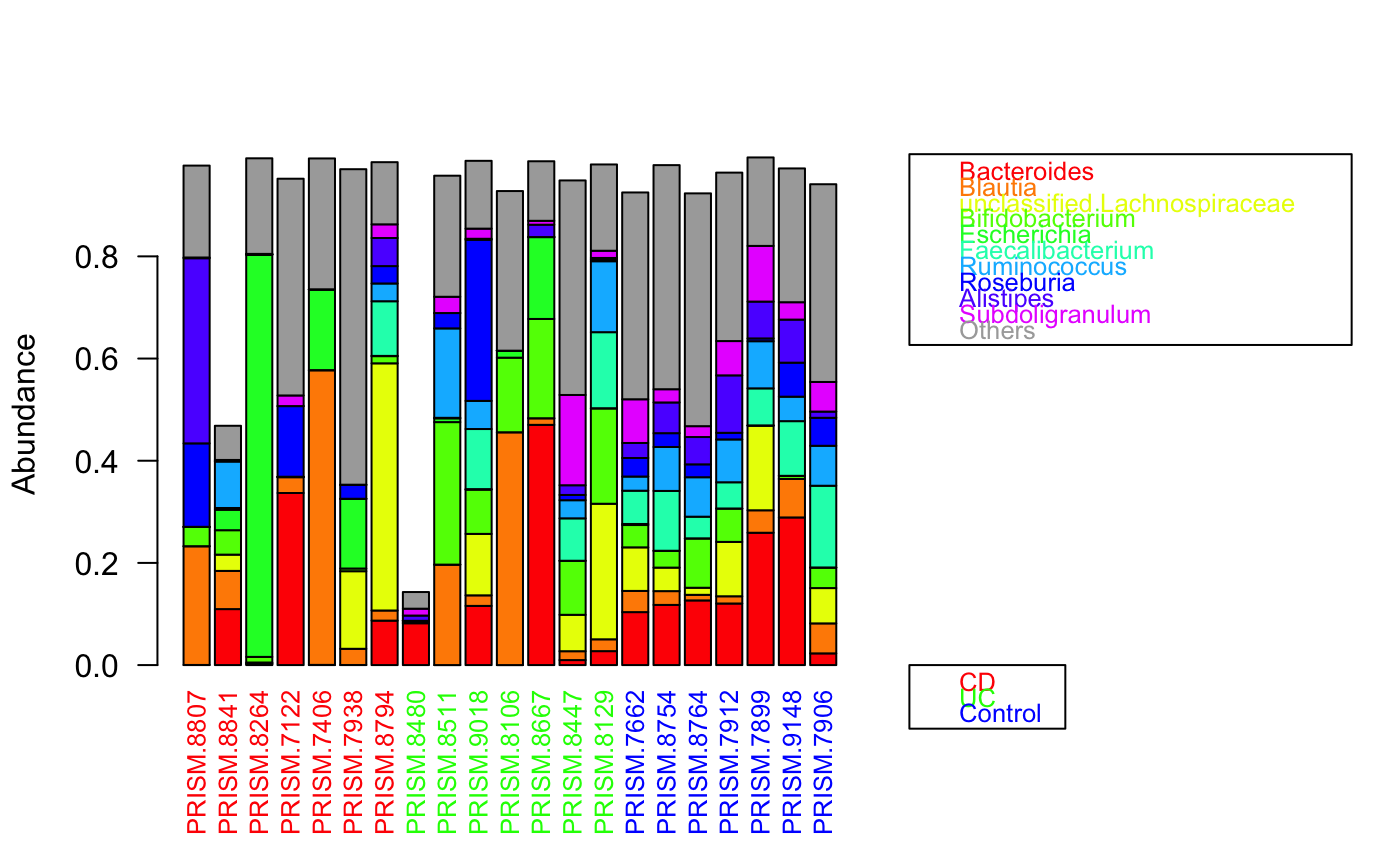 Abundance
0.8
0.6
0.4
0.2
0.0
PRISM.8807
PRISM.8841
PRISM.8264
PRISM.7122
PRISM.7406
PRISM.7938
PRISM.8794
PRISM.8480
PRISM.8511
PRISM.9018
PRISM.8106
PRISM.8667
PRISM.8447
PRISM.8129
PRISM.7662
PRISM.8754
PRISM.8764
PRISM.7912
PRISM.7899
PRISM.9148
PRISM.7906
Bacteroides
Blautia
unclassified.Lachnospiraceae
Bifidobacterium
Escherichia
Faecalibacterium
Ruminococcus
Roseburia
Alistipes
Subdoligranulum
Others
CD
UC
Control